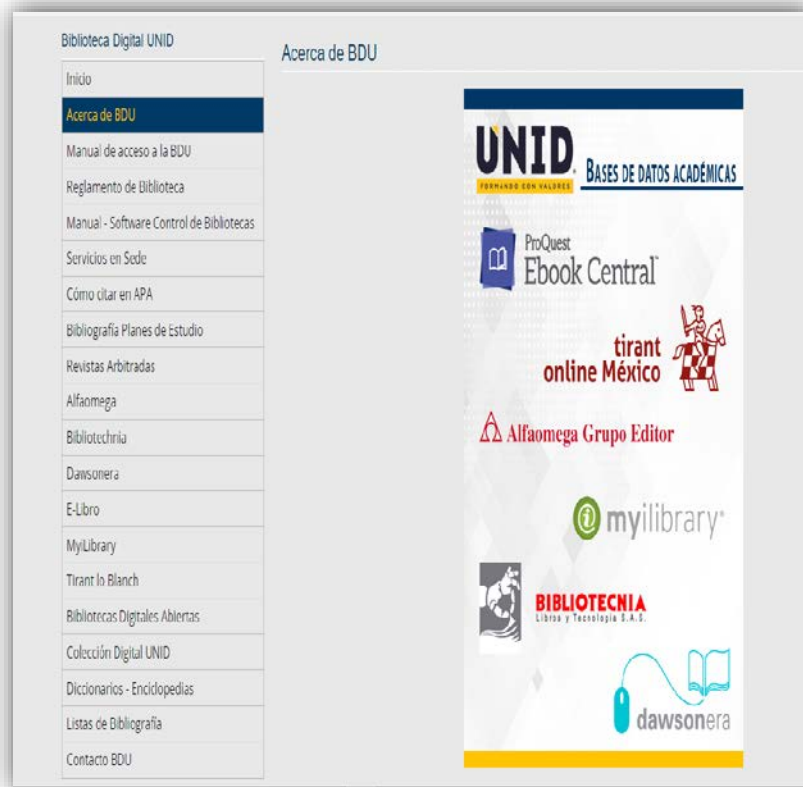 Biblioteca Digital UNID
Inicio
Acerca de BDU
Manual de acceso a la BDU
Reglamento de Biblioteca
Manual - Software Control de Bibliotecas
Servicios en Sede
Cómo citar en APA
Bibliografía Planes de Estudio
Revistas Arbitradas
Alfaomega
Bibliotechnia
Dawsonera
E-Libro
MyiLibrary
Tirant lo Blanch
Bibliotecas Digitales Abiertas
Colección Digital UNID
Diccionarios - Enciclopedias
Listas de Bibliografía
Contacto BDU
Acerca de BDU
UNID®
FORMANDO CON VALORES
BASES DE DATOS ACADÉMICAS
ProQuest
Ebook Central™
tirant
online México
Alfaomega Grupo Editor
myilibrary®
BIBLIOTECNIA
Libros y Tecnología S.A.S.
dawsonera